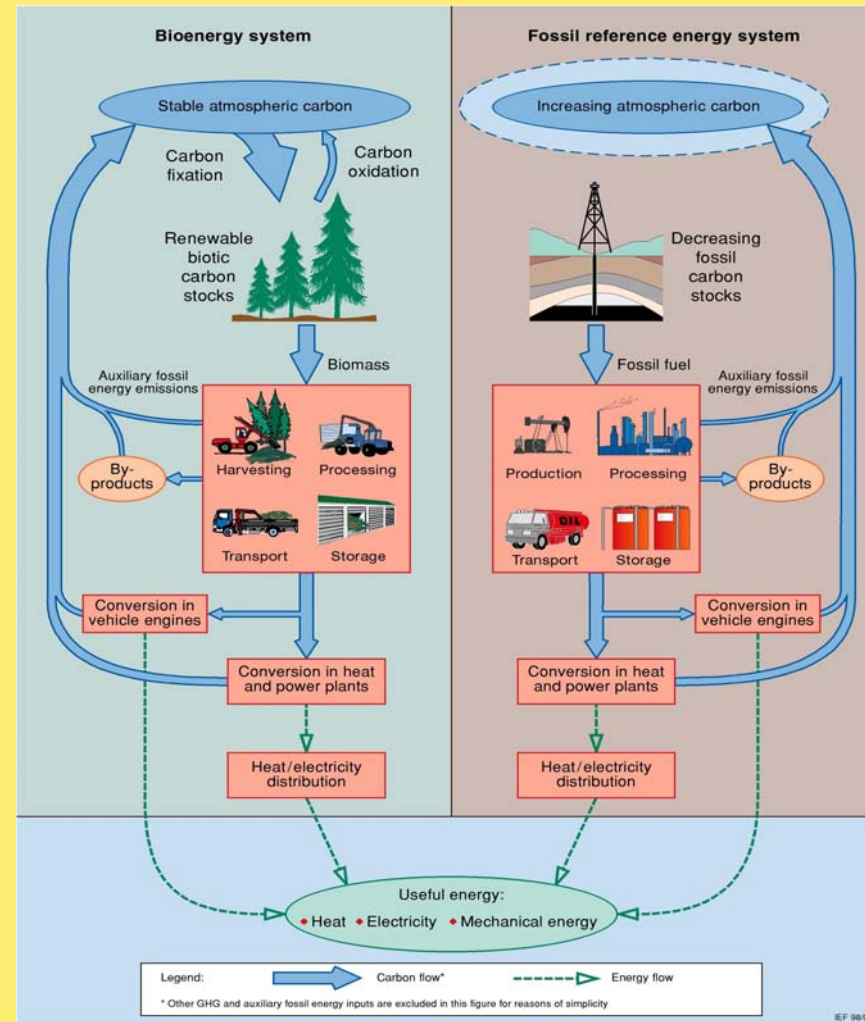 Bioenergy system
Stable atmospheric carbon
Carbon
fixation
Carbon
oxidation
Renewable
biotic
carbon
stocks
Biomass
Auxiliary fossil
energy emissions
By-
products
Harvesting
Processing
Transport
Storage
Conversion in
vehicle engines
Conversion in heat
and power plants
Heat/electricity
distribution
Fossil reference energy system
Increasing atmospheric carbon
Decreasing
fossil
carbon
stocks
Fossil fuel
Auxiliary fossil
energy emissions
By-
products
Production
Processing
OIL
Transport
Storage
Conversion in
vehicle engines
Conversion in heat
and power plants
Heat/electricity
distribution
Useful energy:
Heat
Electricity
Mechanical energy
Legend:
Carbon flow*
Energy flow
* Other GHG and auxiliary fossil energy inputs are excluded in this figure for reasons of simplicity